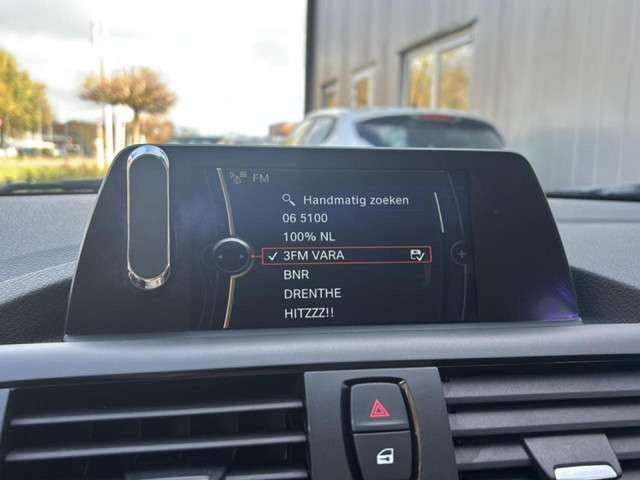 FM
Handmatig zoeken
06 5100
100% NL
3FM VARA
BNR
DRENTHE
HITZZZ!!